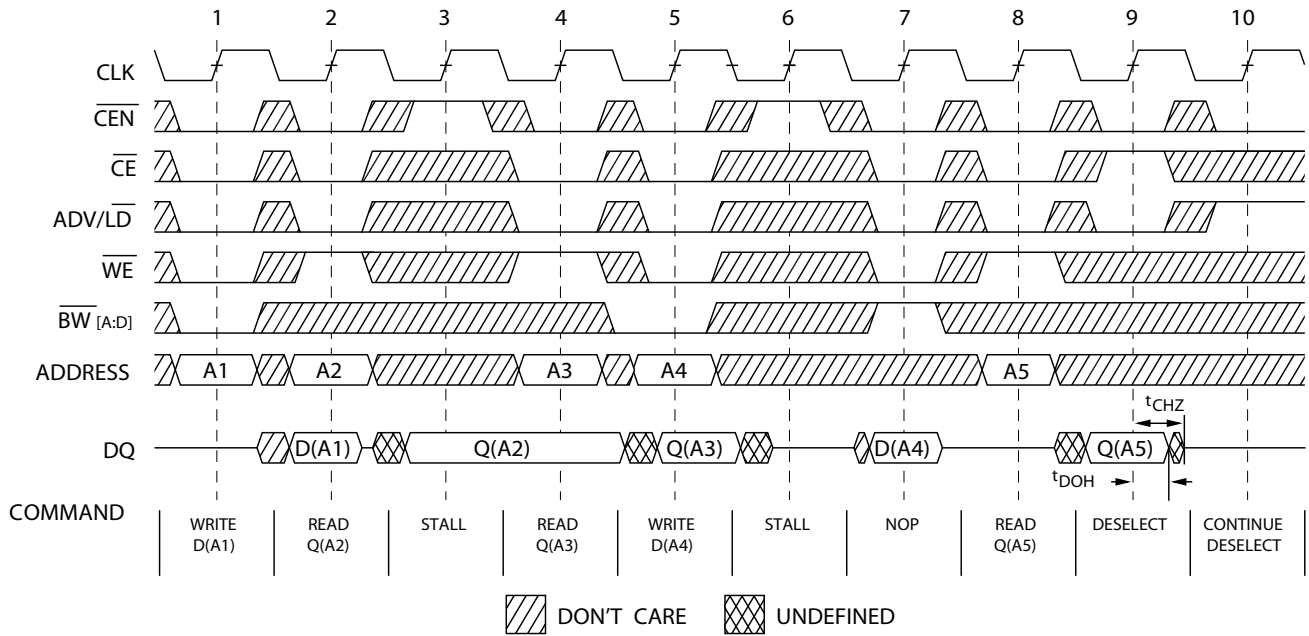 1 2 3 4 5 6 7 8 9 10
CLK
CEN
CE
ADV/LD
WE
BW [A:D]
ADDRESS A1 A2 A3 A4 A5
tCHZ
DQ D(A1) Q(A2) Q(A3) D(A4) Q(A5)
tDOH
COMMAND
WRITE READ STALL READ WRITE STALL NOP READ DESELECT CONTINUE
D(A1) Q(A2) Q(A3) D(A4) Q(A5) DESELECT
DON'T CARE UNDEFINED